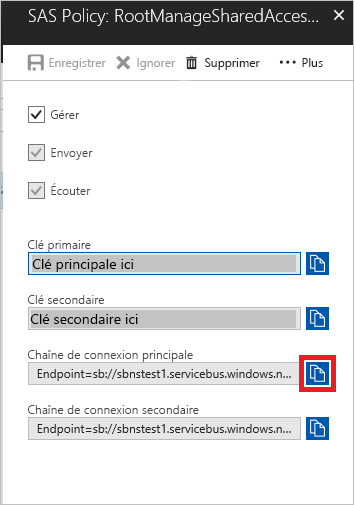 SAS Policy: RootManageSharedAcces...
Enregistrer Ignorer Supprimer Plus
Gérer
Envoyer
Écouter
Clé primaire
Clé principale ici
Clé secondaire
Clé secondaire ici
Chaîne de connexion principale
Endpoint=sb://sbnstest1.servicebus.windows.n...
Chaîne de connexion secondaire
Endpoint=sb://sbnstest1.servicebus.windows.n...